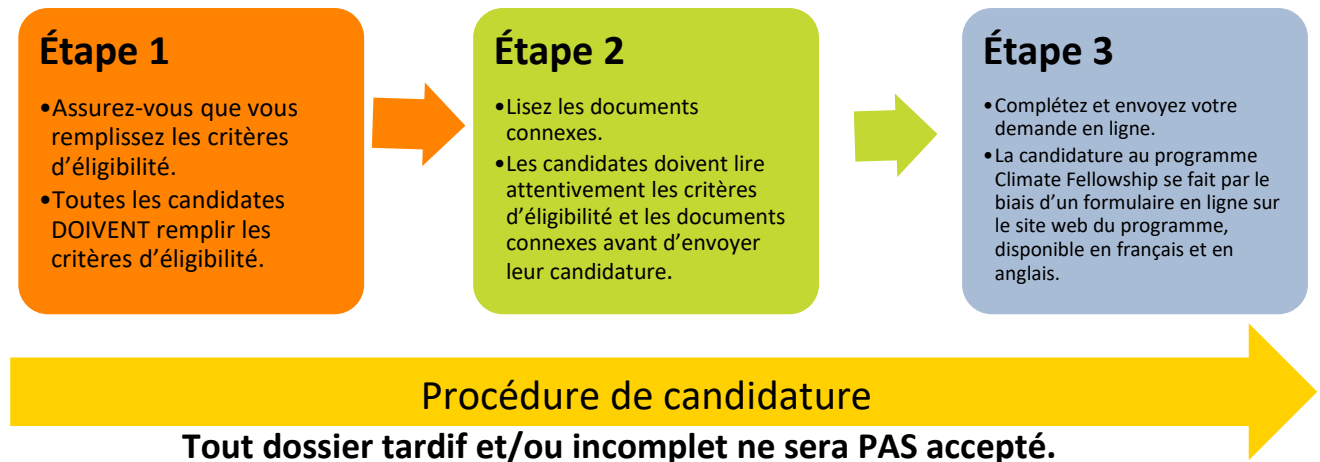 Étape 1
•Assurez-vous que vous
remplissez les critères
d’éligibilité.
•Toutes les candidates
DOIVENT remplir les
critères d’éligibilité.
Étape 2
•Lisez les documents
connexes.
•Les candidates doivent lire
attentivement les critères
d’éligibilité et les documents
connexes avant d’envoyer
leur candidature.
Étape 3
•Complétez et envoyez votre
demande en ligne.
•La candidature au programme
Climate Fellowship se fait par le
biais d’un formulaire en ligne sur
le site web du programme,
disponible en français et en
anglais.
Procédure de candidature
Tout dossier tardif et/ou incomplet ne sera PAS accepté.